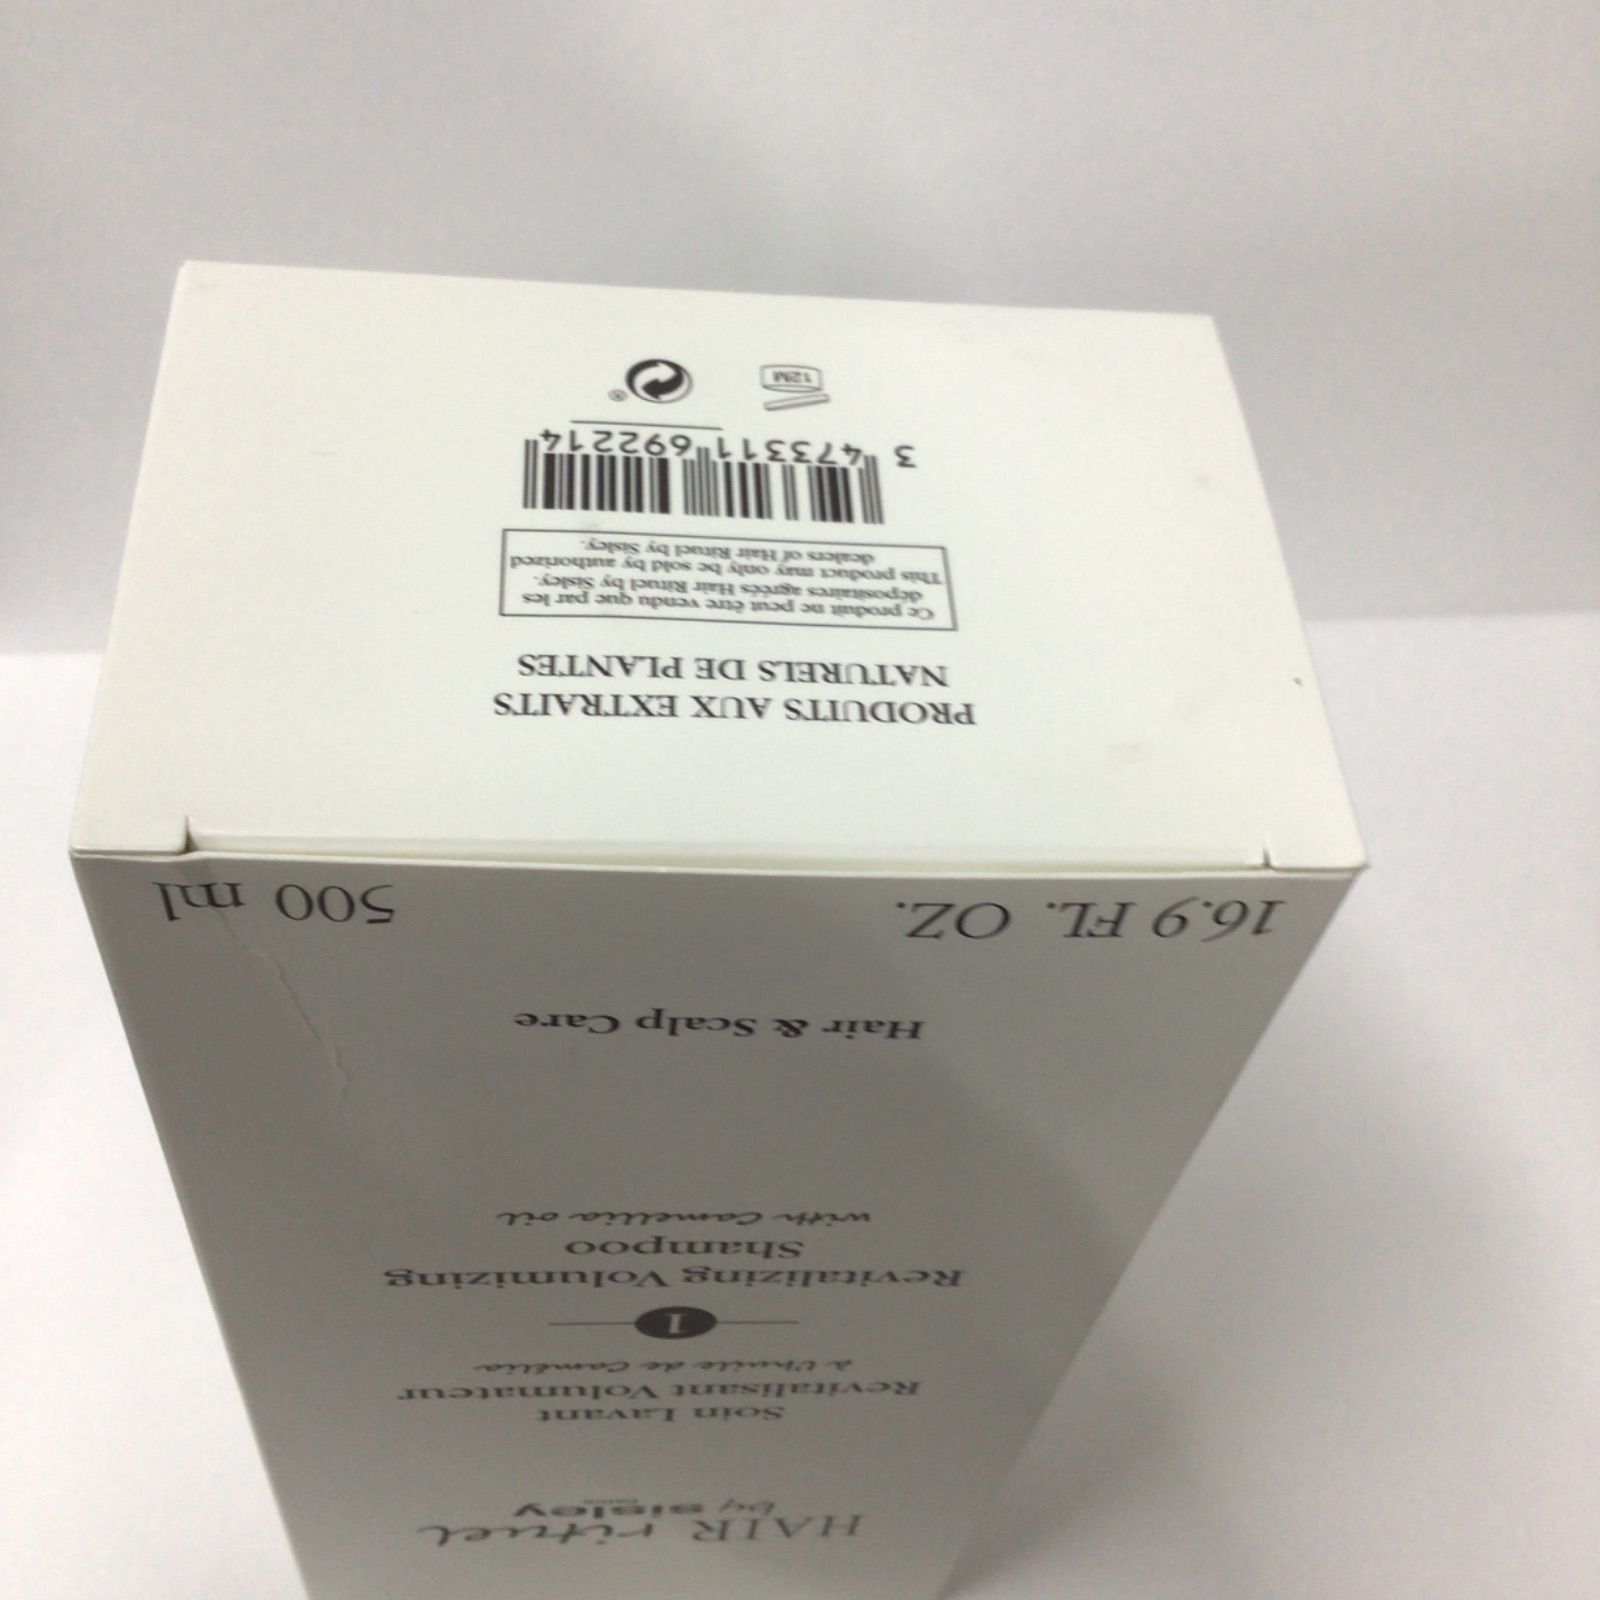 HAIR rituel
by sisley
Soin Lavant
Revitalisant Volumateur
à l'huile de Camélia
1
Revitalizing Volumizing
Shampoo
with Camellia oil
Hair & Scalp Care
16.9 FL. OZ. 500 ml
PRODUITS AUX EXTRAITS
NATURELS DE PLANTES
Ce produit ne peut être vendu que par les
dépositaires agréés Hair Rituel by Sisley.
This product may only be sold by authorized
dealers of Hair Rituel by Sisley.
3 473311 692214
12M
®